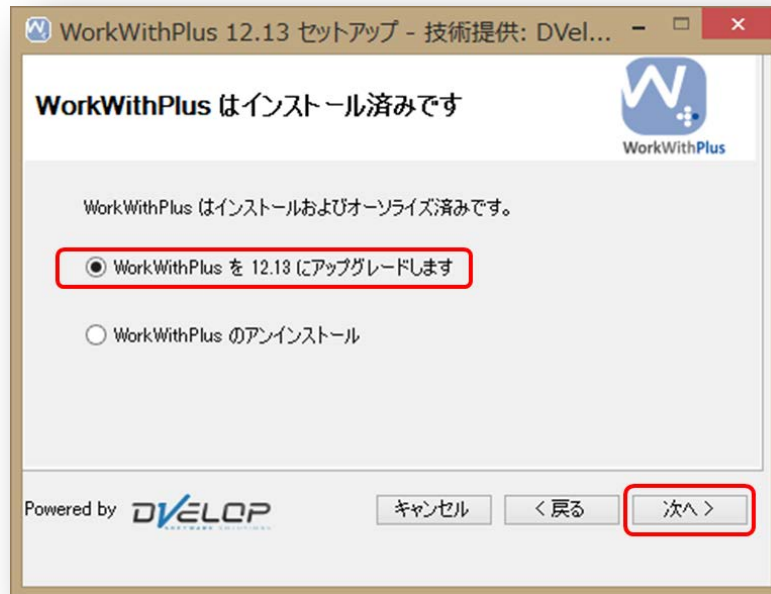 WorkWithPlus 12.13 セットアップ - 技術提供: DVel...
WorkWithPlus はインストール済みです
WorkWithPlus
WorkWithPlus はインストールおよびオーソライズ済みです。
WorkWithPlus を 12.13 にアップグレードします
WorkWithPlus のアンインストール
Powered by DVELOP
SOFTWARE SOLUTIONS
キャンセル
< 戻る
次へ >